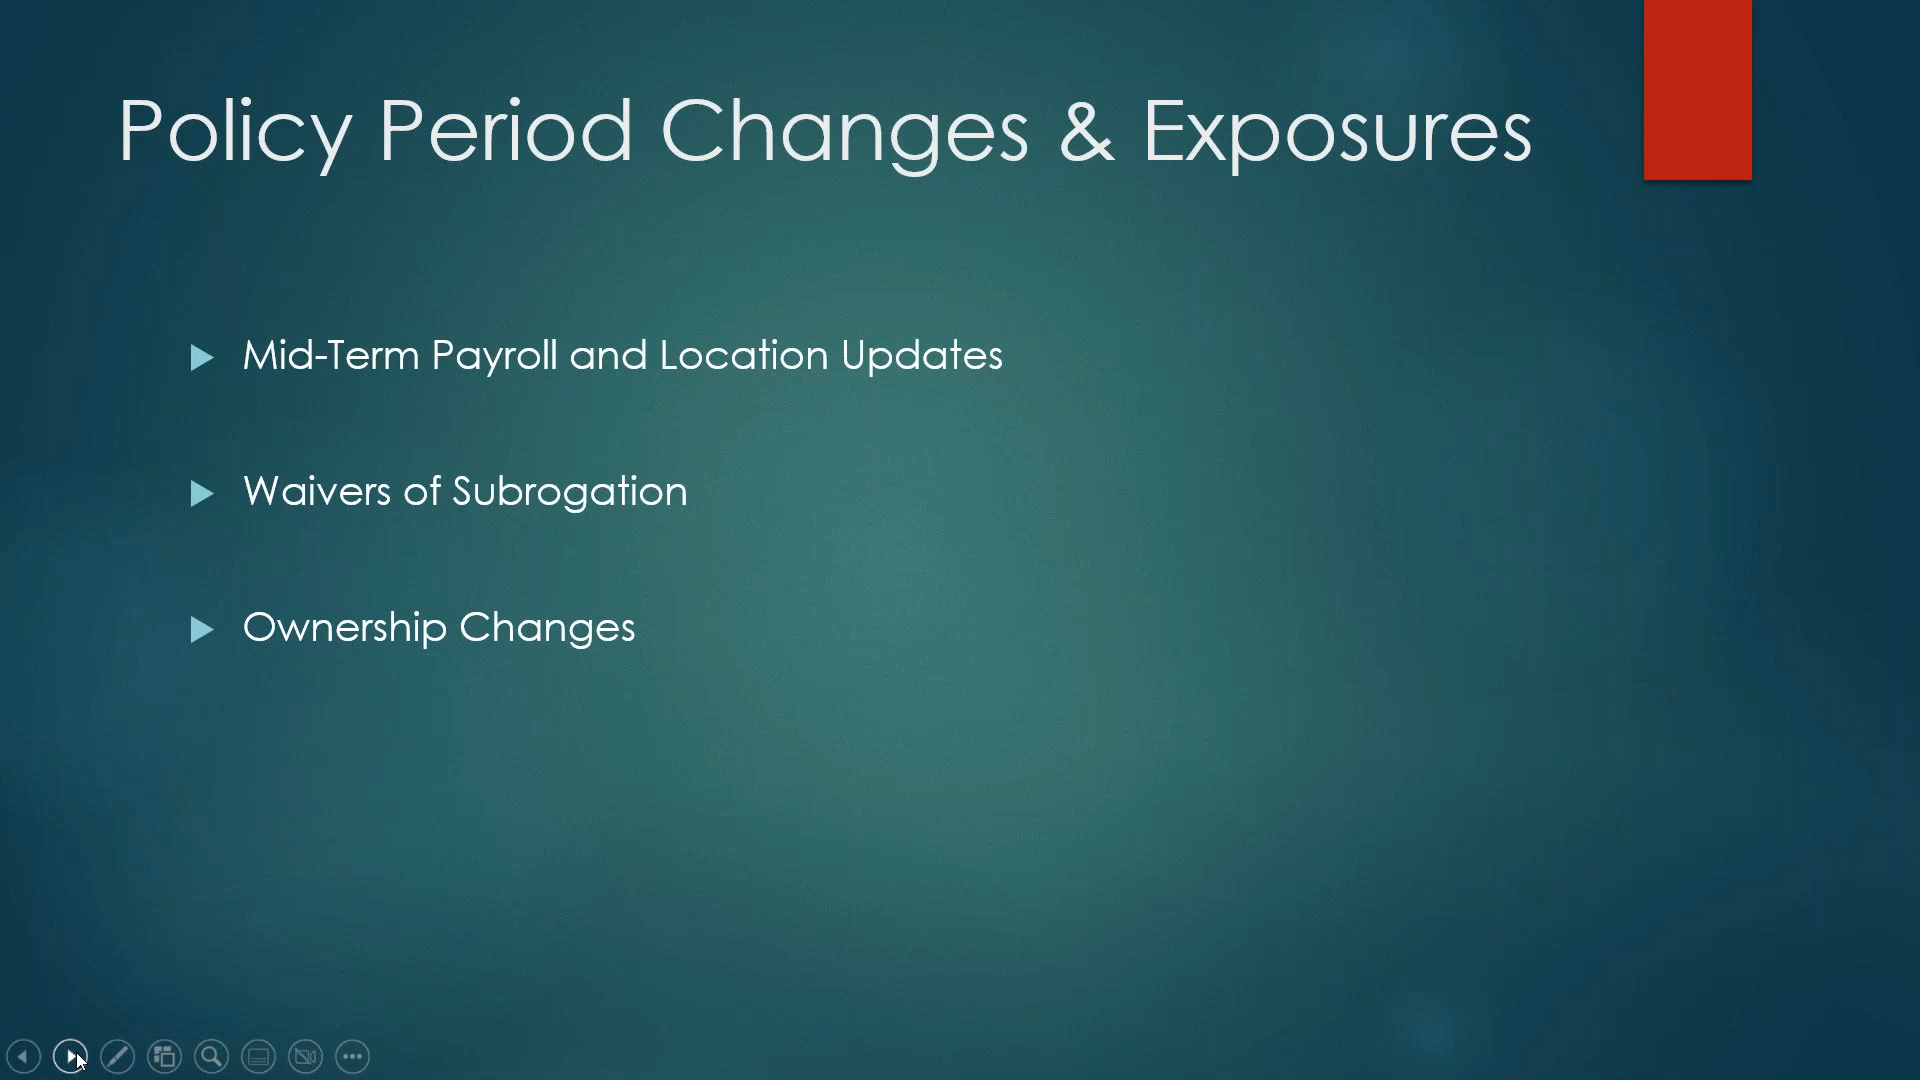 Policy Period Changes & Exposures
Mid-Term Payroll and Location Updates
Waivers of Subrogation
Ownership Changes